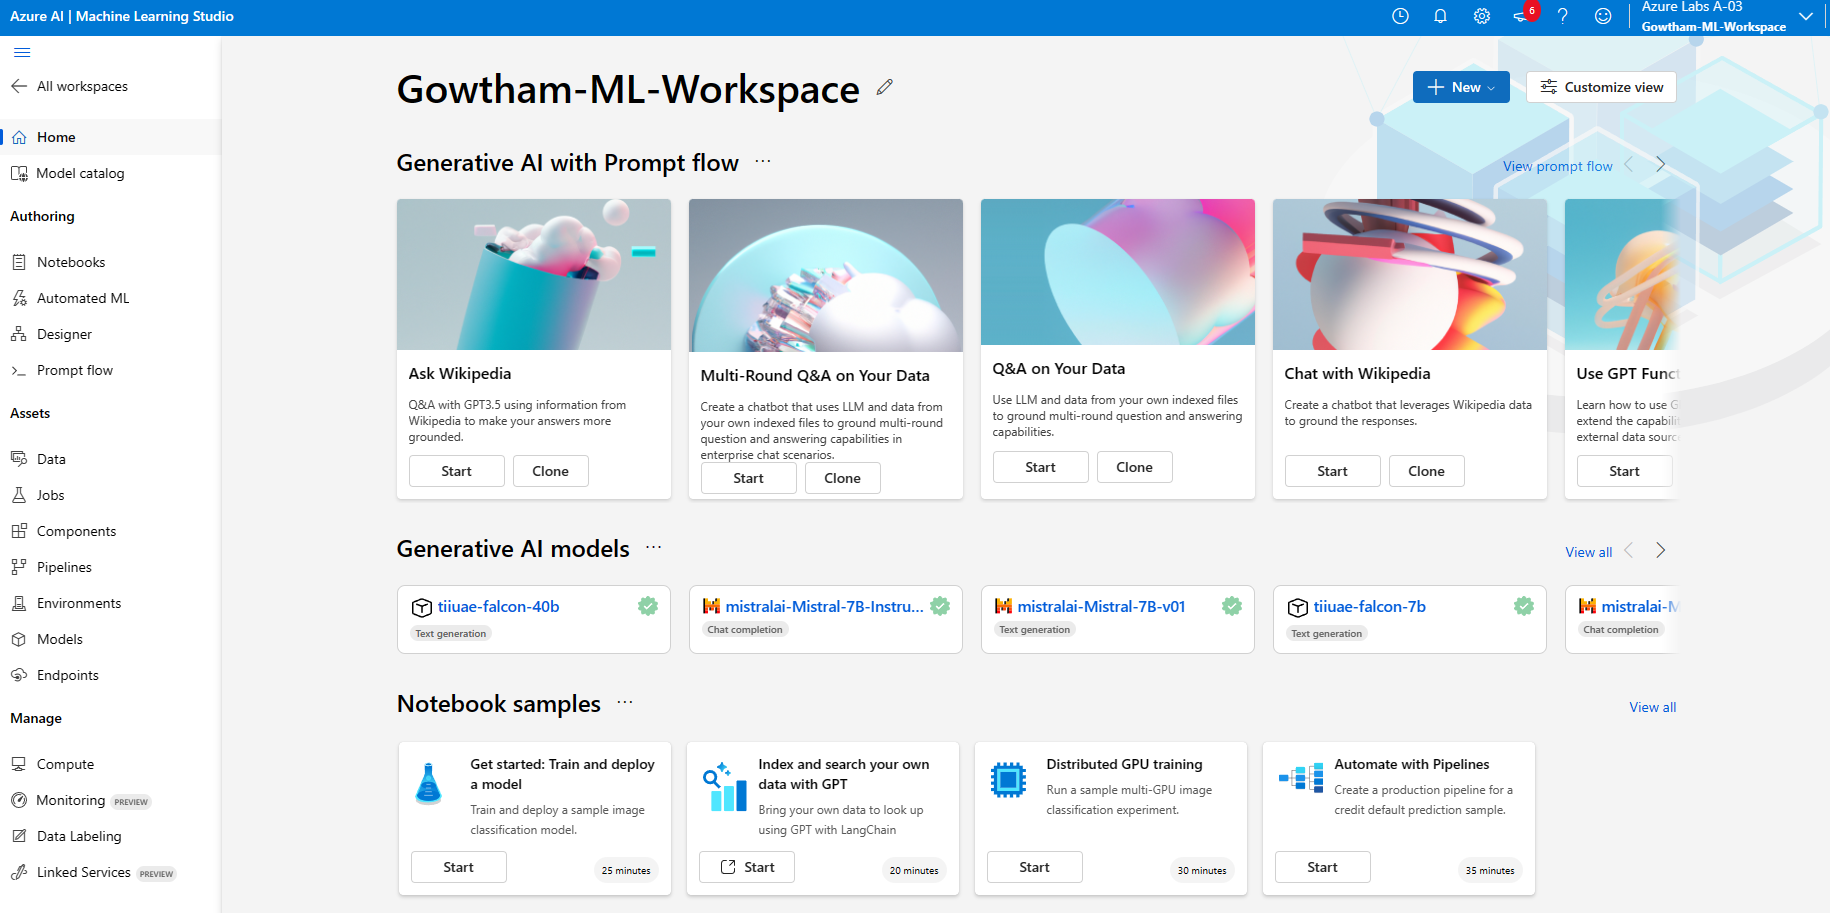 Azure AI | Machine Learning Studio
6
Azure Labs A-03
Gowtham-ML-Workspace
All workspaces
Home
Model catalog
Authoring
Notebooks
Automated ML
Designer
Prompt flow
Assets
Data
Jobs
Components
Pipelines
Environments
Models
Endpoints
Manage
Compute
Monitoring PREVIEW
Data Labeling
Linked Services PREVIEW
Gowtham-ML-Workspace
New
Customize view
Generative AI with Prompt flow ...
View prompt flow
Ask Wikipedia
Q&A with GPT3.5 using information from
Wikipedia to make your answers more
grounded.
Start Clone
Multi-Round Q&A on Your Data
Create a chatbot that uses LLM and data from
your own indexed files to ground multi-round
question and answering capabilities in
enterprise chat scenarios.
Start Clone
Q&A on Your Data
Use LLM and data from your own indexed files
to ground multi-round question and answering
capabilities.
Start Clone
Chat with Wikipedia
Create a chatbot that leverages Wikipedia data
to ground the responses.
Start Clone
Use GPT Funct
Learn how to use G
extend the capabilit
external data sourc
Start
Generative AI models ...
View all
tiiuae-falcon-40b
Text generation
mistralai-Mistral-7B-Instru...
Chat completion
mistralai-Mistral-7B-v01
Text generation
tiiuae-falcon-7b
Text generation
mistralai-M
Chat completion
Notebook samples ...
View all
Get started: Train and deploy
a model
Train and deploy a sample image
classification model.
Start 25 minutes
Index and search your own
data with GPT
Bring your own data to look up
using GPT with LangChain
Start 20 minutes
Distributed GPU training
Run a sample multi-GPU image
classification experiment.
Start 30 minutes
Automate with Pipelines
Create a production pipeline for a
credit default prediction sample.
Start 35 minutes